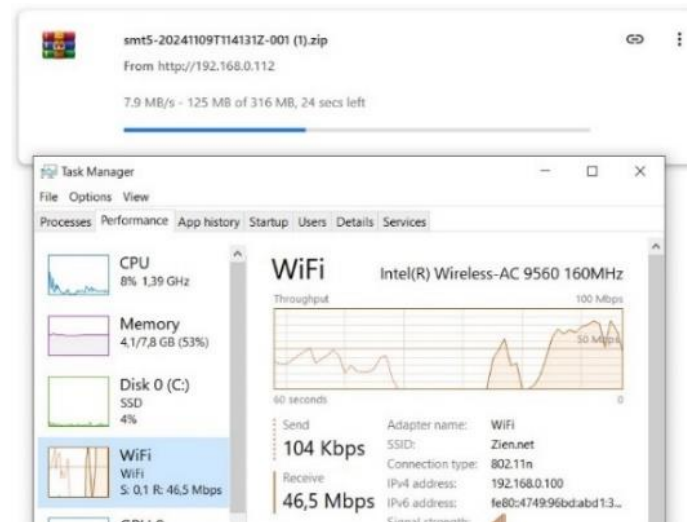 smt5-20241109T114131Z-001 (1).zip
From http://192.168.0.112
7.9 MB/s - 125 MB of 316 MB, 24 secs left
Task Manager
File Options View
Processes Performance App history Startup Users Details Services
CPU
8% 1,39 GHz
Memory
4,1/7,8 GB (53%)
Disk 0 (C:)
SSD
4%
WiFi
WiFi
S: 0,1 R: 46,5 Mbps
WiFi Intel(R) Wireless-AC 9560 160MHz
Throughput 100 Mbps
50 Mbps
60 seconds 0
Send
104 Kbps
Receive
46,5 Mbps
Adapter name: WiFi
SSID: Zien.net
Connection type: 802.11n
IPv4 address: 192.168.0.100
IPv6 address: fe80::4749:96bd:abd1:3...
Signal strength: